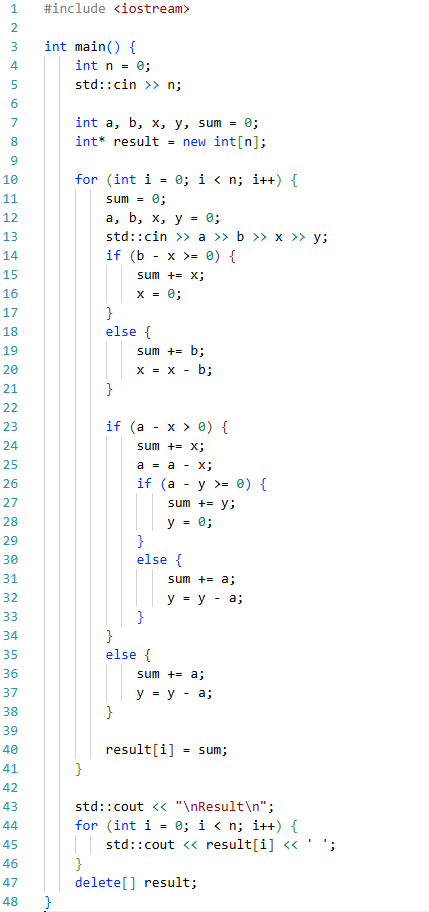 1 #include <iostream>
2
3 int main() {
4 int n = 0;
5 std::cin >> n;
6
7 int a, b, x, y, sum = 0;
8 int* result = new int[n];
9
10 for (int i = 0; i < n; i++) {
11 sum = 0;
12 a, b, x, y = 0;
13 std::cin >> a >> b >> x >> y;
14 if (b - x >= 0) {
15 sum += x;
16 x = 0;
17 }
18 else {
19 sum += b;
20 x = x - b;
21 }
22
23 if (a - x > 0) {
24 sum += x;
25 a = a - x;
26 if (a - y >= 0) {
27 sum += y;
28 y = 0;
29 }
30 else {
31 sum += a;
32 y = y - a;
33 }
34 }
35 else {
36 sum += a;
37 y = y - a;
38 }
39
40 result[i] = sum;
41 }
42
43 std::cout << "\nResult\n";
44 for (int i = 0; i < n; i++) {
45 std::cout << result[i] << ' ';
46 }
47 delete[] result;
48 }